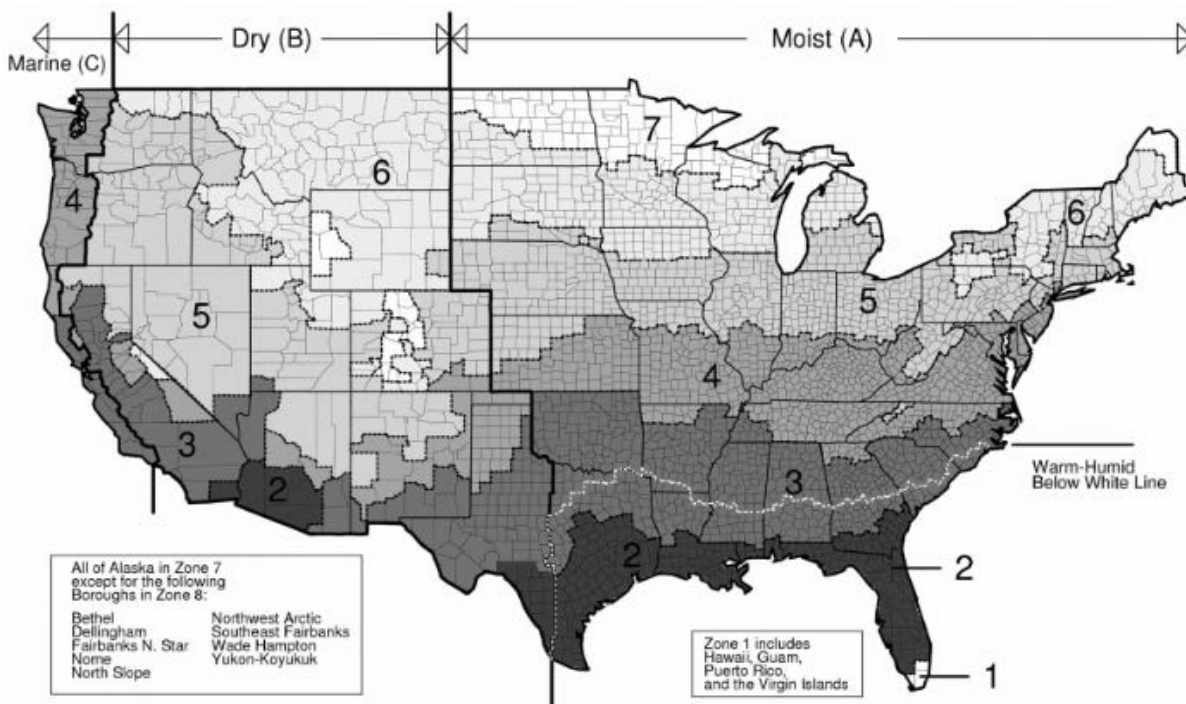 Marine (C)
Dry (B)
Moist (A)
7
6
4
6
5
5
4
3
3
2
2
2
1
Warm-Humid
Below White Line
All of Alaska in Zone 7
except for the following
Boroughs in Zone 8:
Bethel
Dellingham
Fairbanks N. Star
Nome
North Slope
Northwest Arctic
Southeast Fairbanks
Wade Hampton
Yukon-Koyukuk
Zone 1 includes
Hawaii, Guam,
Puerto Rico,
and the Virgin Islands